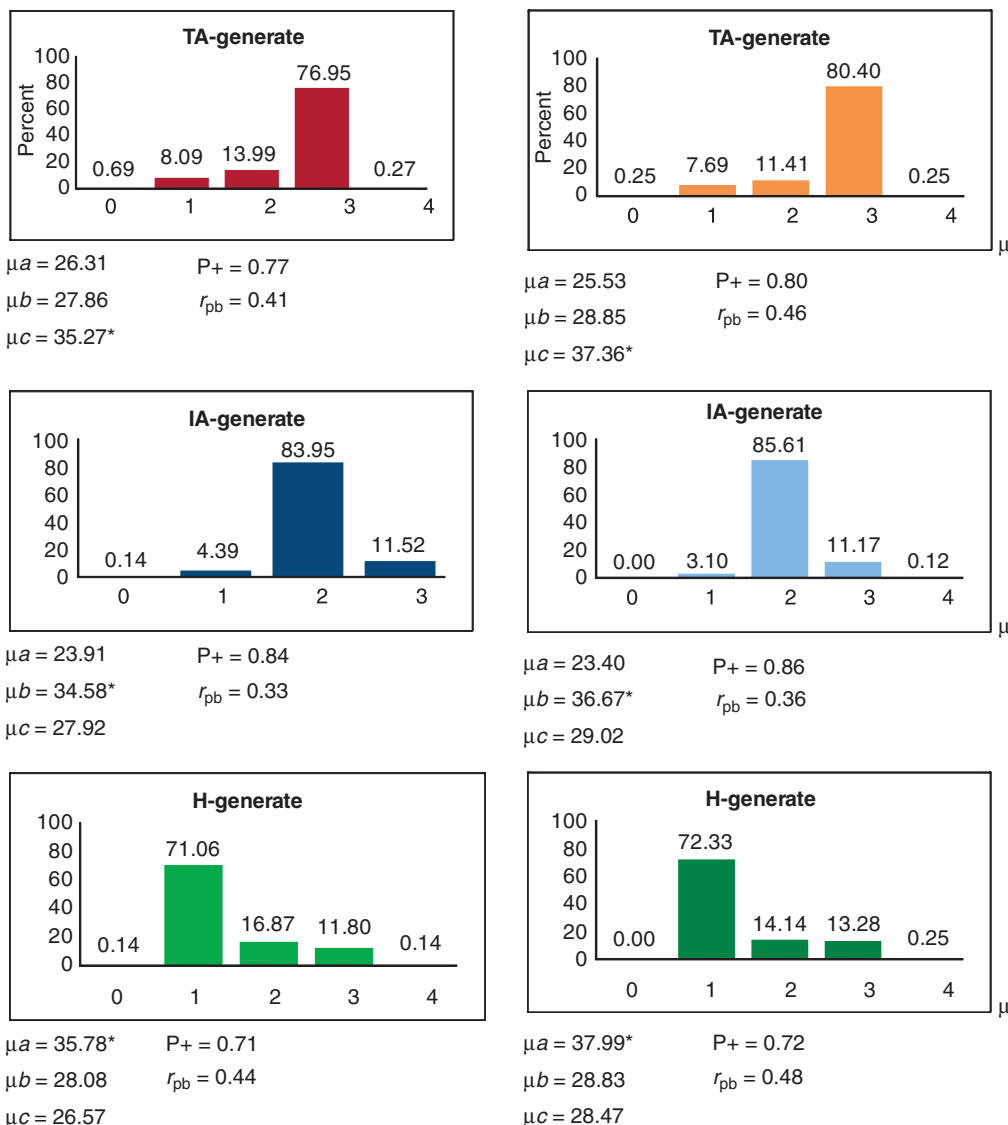 TA-generate
Percent
100
80
60
40
20
0
0.69 8.09 13.99 76.95 0.27
0 1 2 3 4
μa = 26.31 P+ = 0.77
μb = 27.86 rpb = 0.41
μc = 35.27*
TA-generate
Percent
100
80
60
40
20
0
0.25 7.69 11.41 80.40 0.25
0 1 2 3 4
μ
μa = 25.53 P+ = 0.80
μb = 28.85 rpb = 0.46
μc = 37.36*
IA-generate
100
80
60
40
20
0
0.14 4.39 83.95 11.52
0 1 2 3
μa = 23.91 P+ = 0.84
μb = 34.58* rpb = 0.33
μc = 27.92
IA-generate
100
80
60
40
20
0
0.00 3.10 85.61 11.17 0.12
0 1 2 3 4
μ
μa = 23.40 P+ = 0.86
μb = 36.67* rpb = 0.36
μc = 29.02
H-generate
100
80
60
40
20
0
0.14 71.06 16.87 11.80 0.14
0 1 2 3 4
μa = 35.78* P+ = 0.71
μb = 28.08 rpb = 0.44
μc = 26.57
H-generate
100
80
60
40
20
0
0.00 72.33 14.14 13.28 0.25
0 1 2 3 4
μ
μa = 37.99* P+ = 0.72
μb = 28.83 rpb = 0.48
μc = 28.47